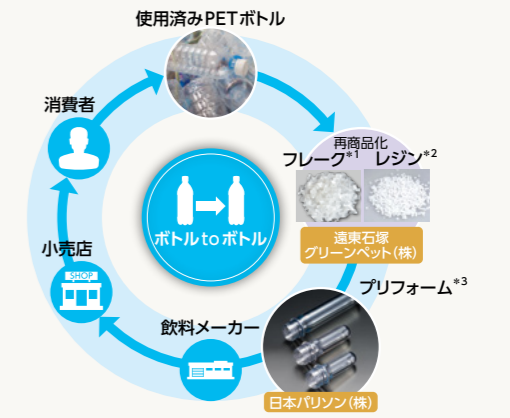 使用済みPETボトル
消費者
再商品化
フレーク*1 レジン*2
遠東石塚
グリーンペット(株)
ボトルtoボトル
小売店
SHOP
プリフォーム*3
飲料メーカー
日本パリソン(株)